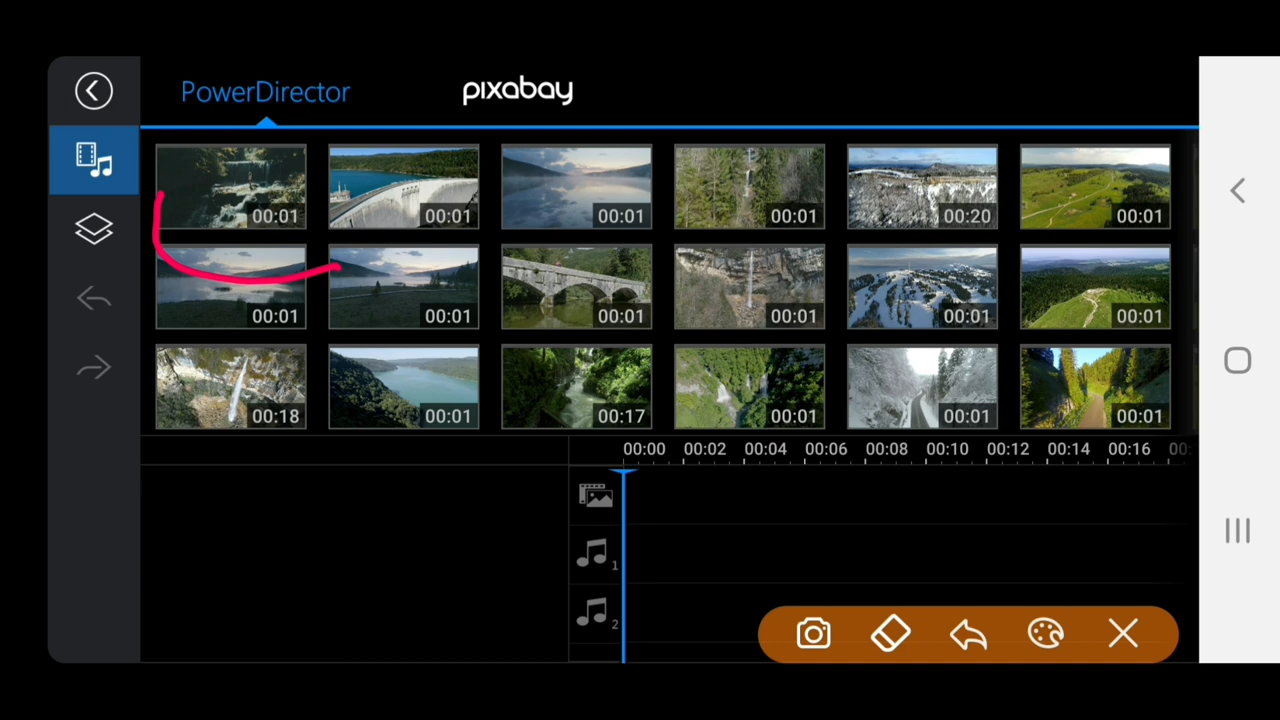 PowerDirector pixabay
00:01 00:01 00:01 00:01 00:20 00:01
00:01 00:01 00:01 00:01 00:01 00:01
00:18 00:01 00:17 00:01 00:01 00:01
00:00 00:02 00:04 00:06 00:08 00:10 00:12 00:14 00:16 00:
1
2